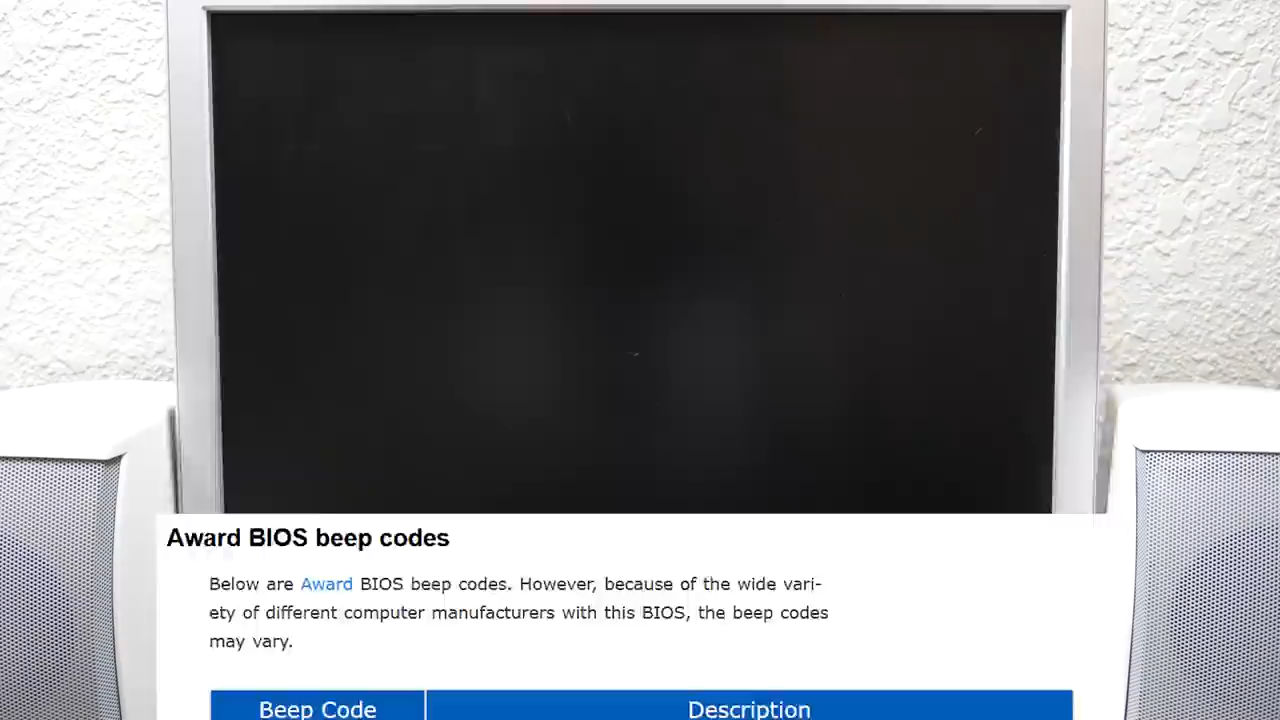 Award BIOS beep codes
Below are Award BIOS beep codes. However, because of the wide vari-
ety of different computer manufacturers with this BIOS, the beep codes
may vary.
Beep Code Description